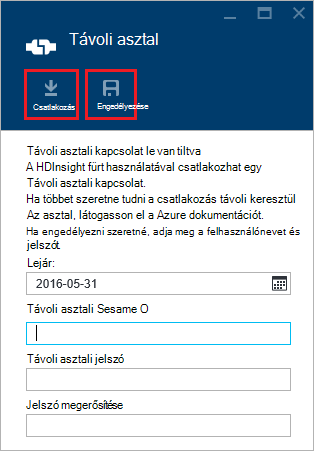 Távoli asztal
Csatlakozás
Engedélyezése
Távoli asztali kapcsolat le van tiltva
A HDInsight fürt használatával csatlakozhat egy
Távoli asztali kapcsolat.
Ha többet szeretne tudni a csatlakozás távoli keresztül
Az asztal, látogasson el a Azure dokumentációt.
Ha engedélyezni szeretné, adja meg a felhasználónevet és
jelszót.
Lejár:
2016-05-31
Távoli asztali Sesame O
Távoli asztali jelszó
Jelszó megerősítése